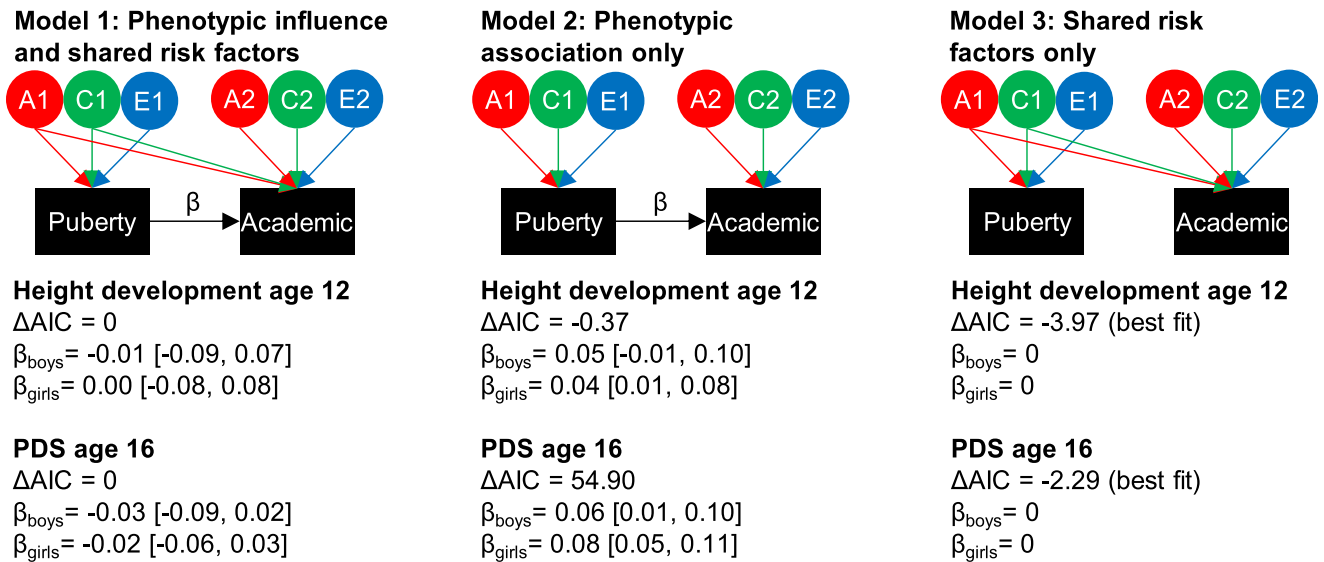 Model 1: Phenotypic influence
and shared risk factors
A1 C1 E1 A2 C2 E2
β
Puberty Academic
Height development age 12
ΔAIC = 0
βboys= -0.01 [-0.09, 0.07]
βgirls= 0.00 [-0.08, 0.08]
PDS age 16
ΔAIC = 0
βboys= -0.03 [-0.09, 0.02]
βgirls= -0.02 [-0.06, 0.03]
Model 2: Phenotypic
association only
A1 C1 E1 A2 C2 E2
β
Puberty Academic
Height development age 12
ΔAIC = -0.37
βboys= 0.05 [-0.01, 0.10]
βgirls= 0.04 [0.01, 0.08]
PDS age 16
ΔAIC = 54.90
βboys= 0.06 [0.01, 0.10]
βgirls= 0.08 [0.05, 0.11]
Model 3: Shared risk
factors only
A1 C1 E1 A2 C2 E2
Puberty Academic
Height development age 12
ΔAIC = -3.97 (best fit)
βboys= 0
βgirls= 0
PDS age 16
ΔAIC = -2.29 (best fit)
βboys= 0
βgirls= 0